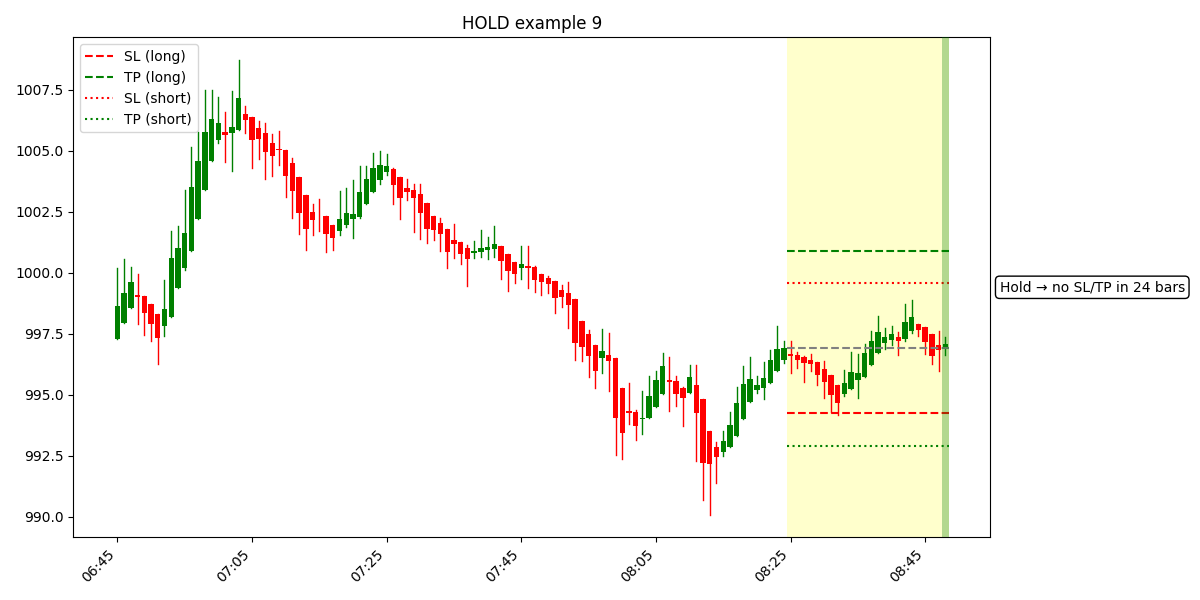 HOLD example 9
SL (long)
TP (long)
SL (short)
TP (short)
1007.5
1005.0
1002.5
1000.0
997.5
995.0
992.5
990.0
Hold → no SL/TP in 24 bars
06:45
07:05
07:25
07:45
08:05
08:25
08:45